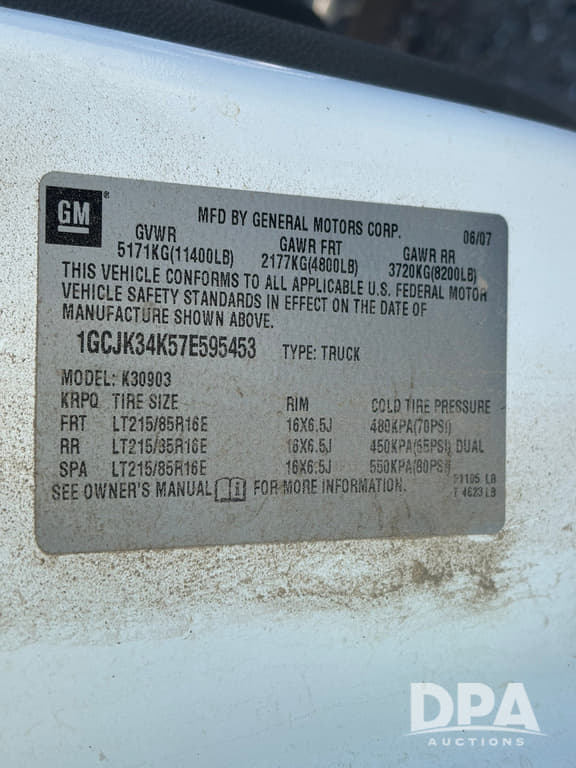 GM
MFD BY GENERAL MOTORS CORP. 06/07
GVWR GAWR FRT GAWR RR
5171KG(11400LB) 2177KG(4800LB) 3720KG(8200LB)
THIS VEHICLE CONFORMS TO ALL APPLICABLE U.S. FEDERAL MOTOR
VEHICLE SAFETY STANDARDS IN EFFECT ON THE DATE OF
MANUFACTURE SHOWN ABOVE.
1GCJK34K57E595453 TYPE: TRUCK
MODEL: K30903
KRPQ TIRE SIZE RIM COLD TIRE PRESSURE
FRT LT215/85R16E 16X6.5J 480KPA(70PSI)
RR LT215/85R16E 16X6.5J 450KPA(65PSI) DUAL
SPA LT215/85R16E 16X6.5J 550KPA(80PSI)
SEE OWNER'S MANUAL FOR MORE INFORMATION.
T 4623LB
DPA
AUCTIONS